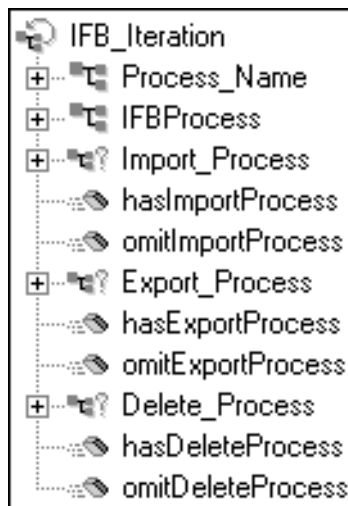 IFB_Iteration
Process_Name
IFBProcess
Import_Process
hasImportProcess
omitImportProcess
Export_Process
hasExportProcess
omitExportProcess
Delete_Process
hasDeleteProcess
omitDeleteProcess